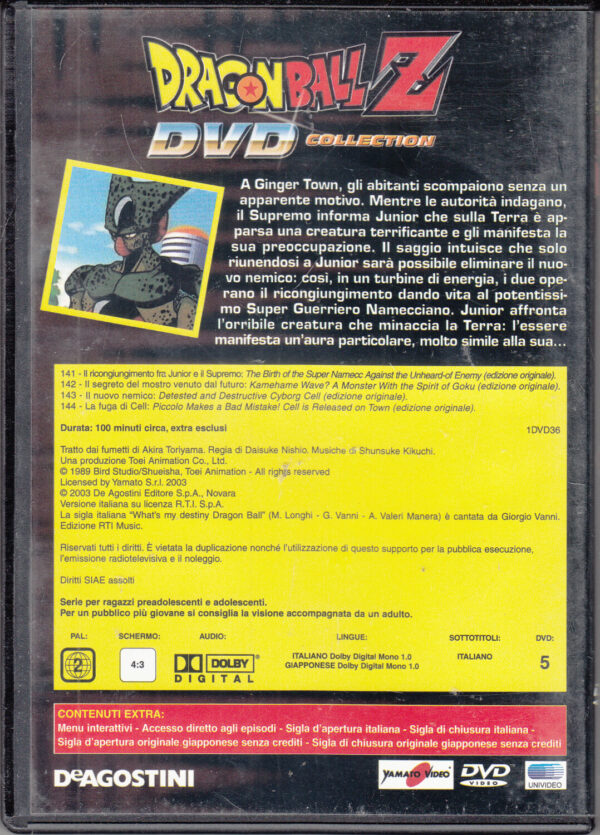 DRAGON BALL Z
DVD COLLECTION
A Ginger Town, gli abitanti scompaiono senza un
apparente motivo. Mentre le autorità indagano,
il Supremo informa Junior che sulla Terra è ap-
parsa una creatura terrificante e gli manifesta la
sua preoccupazione. Il saggio intuisce che solo
riunendosi a Junior sarà possibile eliminare il nuo-
vo nemico: così, in un turbine di energia, i due ope-
rano il ricongiungimento dando vita al potentissi-
mo Super Guerriero Namecciano. Junior affronta
l'orribile creatura che minaccia la Terra: l'essere
manifesta un'aura particolare, molto simile alla sua...
141 - Il ricongiungimento fra Junior e il Supremo: The Birth of the Super Namecc Against the Unheard-of Enemy (edizione originale).
142 - Il segreto del mostro venuto dal futuro: Kamehame Wave? A Monster With the Spirit of Goku (edizione originale).
143 - Il nuovo nemico: Detested and Destructive Cyborg Cell (edizione originale).
144 - La fuga di Cell: Piccolo Makes a Bad Mistake! Cell is Released on Town (edizione originale).
Durata: 100 minuti circa, extra esclusi
1DVD36
Tratto dai fumetti di Akira Toriyama. Regia di Daisuke Nishio. Musiche di Shunsuke Kikuchi.
Una produzione Toei Animation Co., Ltd.
© 1989 Bird Studio/Shueisha, Toei Animation - All rights reserved
Licensed by Yamato S.r.l. 2003
© 2003 De Agostini Editore S.p.A., Novara
Versione italiana su licenza R.T.I. S.p.A.
La sigla italiana "What's my destiny Dragon Ball" (M. Longhi - G. Vanni - A. Valeri Manera) è cantata da Giorgio Vanni.
Edizione RTI Music.
Riservati tutti i diritti. È vietata la duplicazione nonché l'utilizzazione di questo supporto per la pubblica esecuzione,
l'emissione radiotelevisiva e il noleggio.
Diritti SIAE assolti
Serie per ragazzi preadolescenti e adolescenti.
Per un pubblico più giovane si consiglia la visione accompagnata da un adulto.
PAL: SCHERMO: AUDIO: LINGUE: SOTTOTITOLI: DVD:
2 4:3 DOLBY DIGITAL ITALIANO Dolby Digital Mono 1.0 ITALIANO 5
GIAPPONESE Dolby Digital Mono 1.0
CONTENUTI EXTRA:
Menu interattivi - Accesso diretto agli episodi - Sigla d'apertura italiana - Sigla di chiusura italiana -
Sigla d'apertura originale giapponese senza crediti - Sigla di chiusura originale giapponese senza crediti
DeAGOSTINI
YAMATO VIDEO
DVD VIDEO
UNIVIDEO